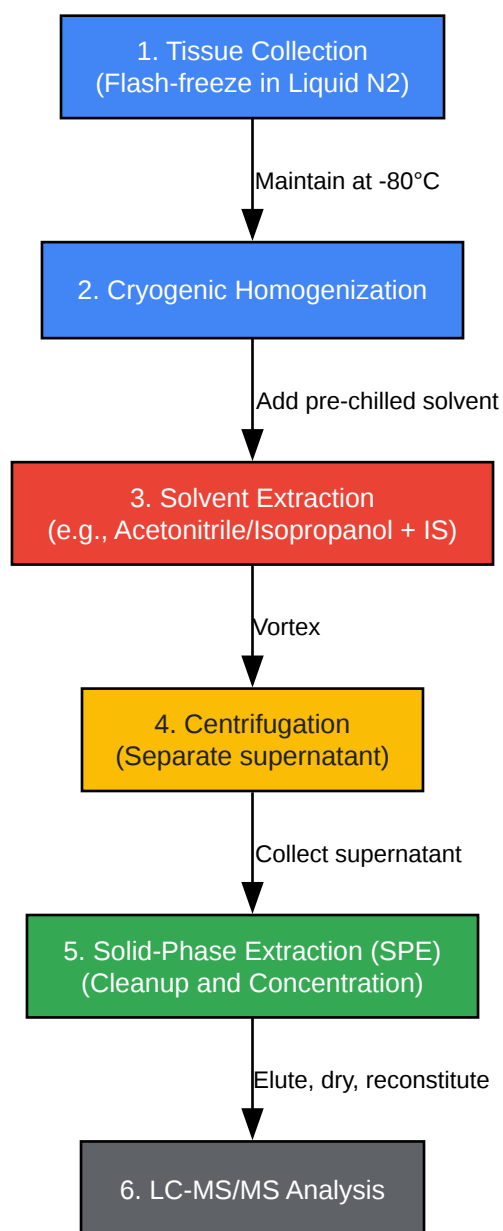 1. Tissue Collection
(Flash-freeze in Liquid N2)
Maintain at -80°C
2. Cryogenic Homogenization
Add pre-chilled solvent
3. Solvent Extraction
(e.g., Acetonitrile/Isopropanol + IS)
Vortex
4. Centrifugation
(Separate supernatant)
Collect supernatant
5. Solid-Phase Extraction (SPE)
(Cleanup and Concentration)
Elute, dry, reconstitute
6. LC-MS/MS Analysis